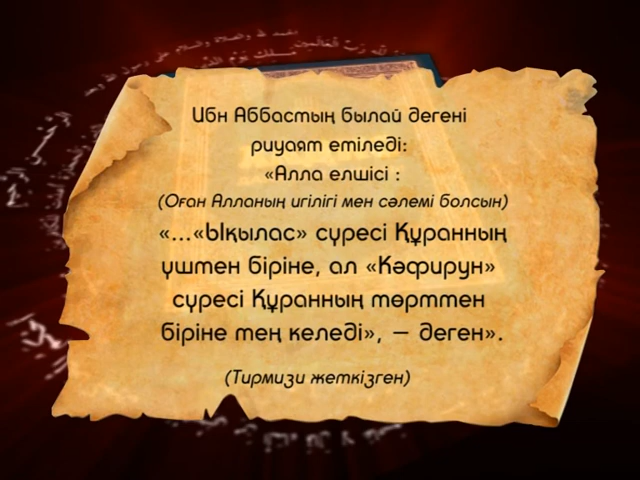 Ибн Аббастың былай дегені
риуаят етіледі:
«Алла елшісі :
(Оған Алланың игілігі мен сәлемі болсын)
«...«Ықылас» сүресі Құранның
үштен біріне, ал «Кәфирун»
сүресі Құранның төрттен
біріне тең келеді», – деген».
(Тирмизи жеткізген)